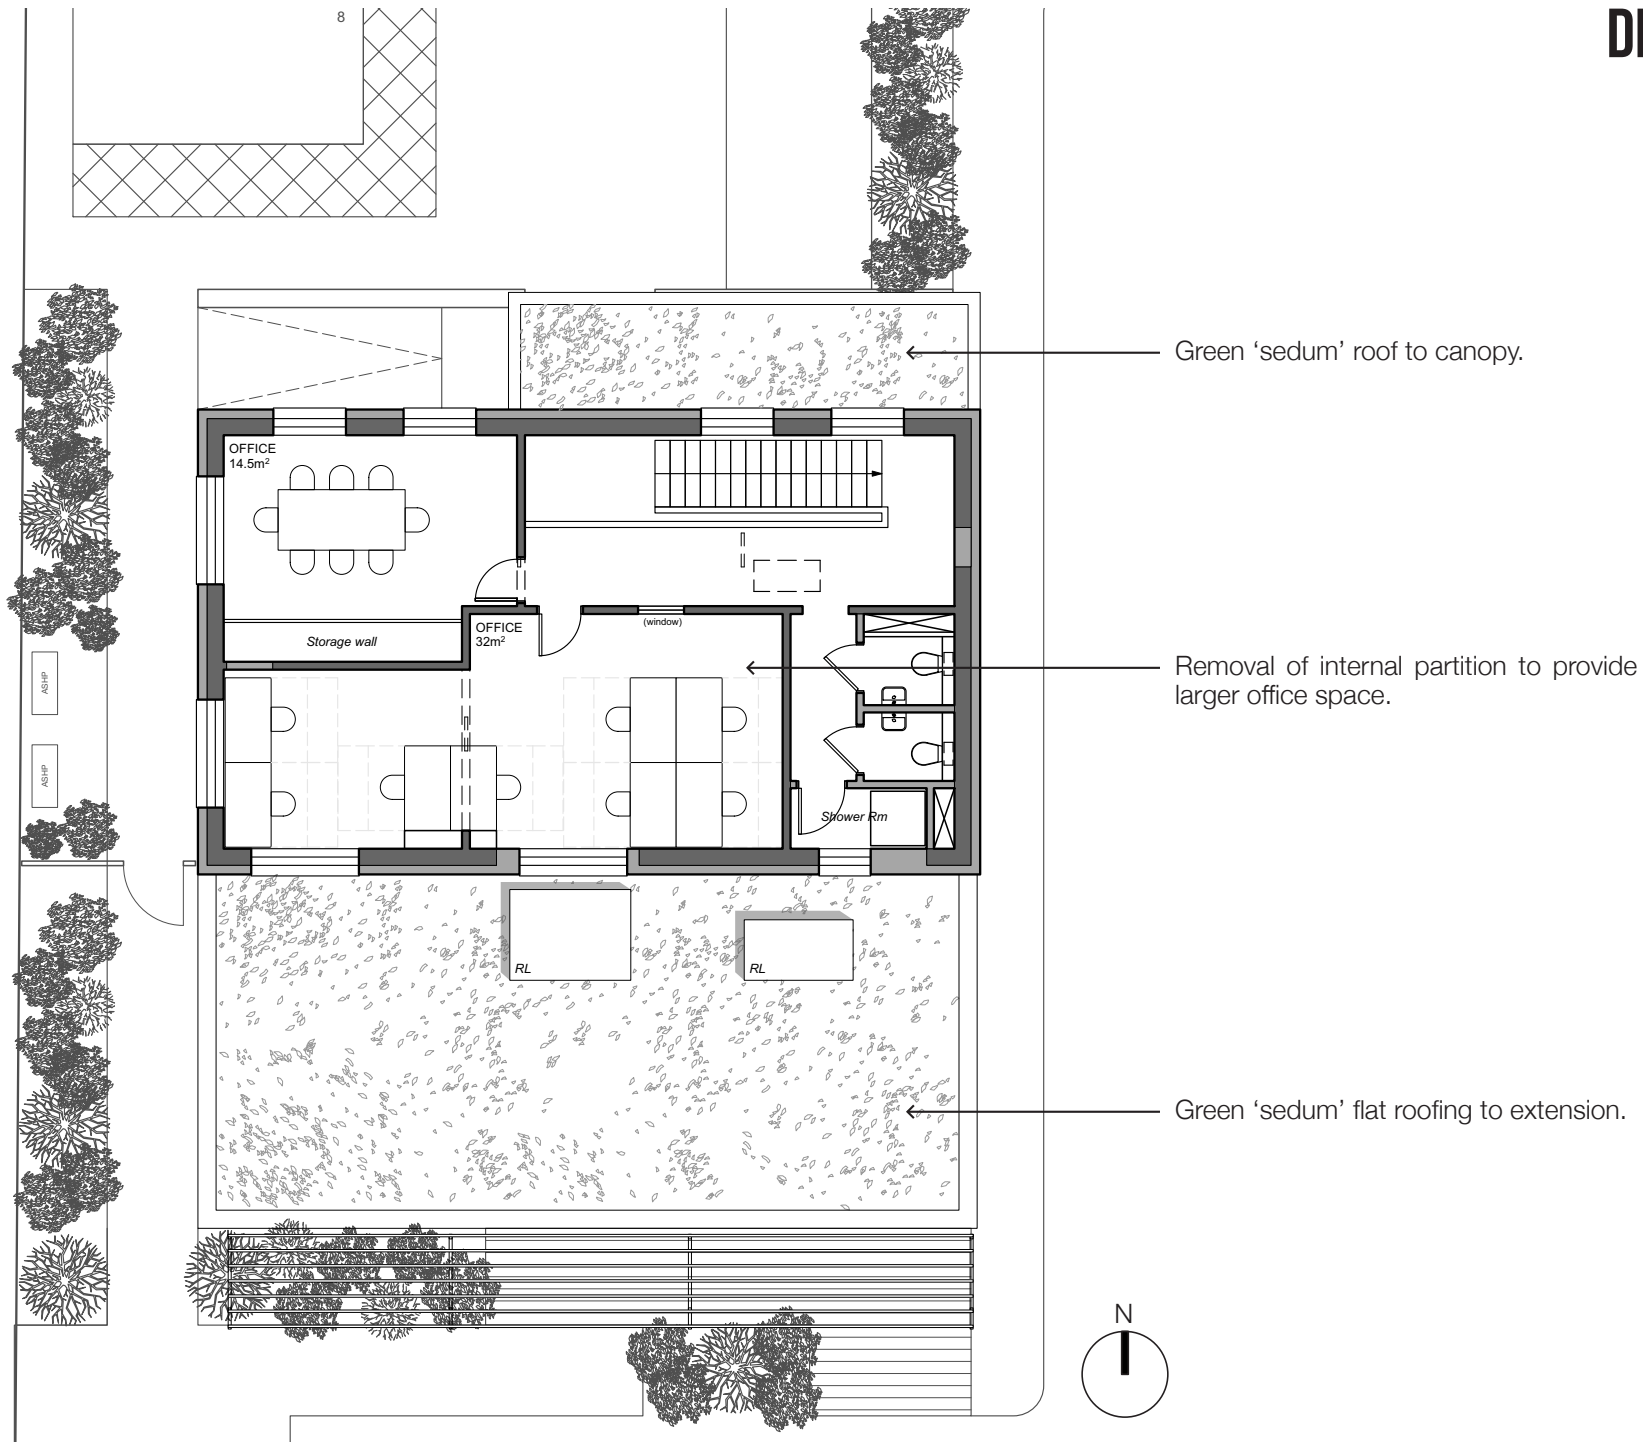 8
Green ‘sedum’ roof to canopy.
OFFICE
14.5m²
Storage wall
OFFICE
32m²
(window)
Removal of internal partition to provide
larger office space.
ASHP
ASHP
Shower Rm
RL
RL
Green ‘sedum’ flat roofing to extension.
N